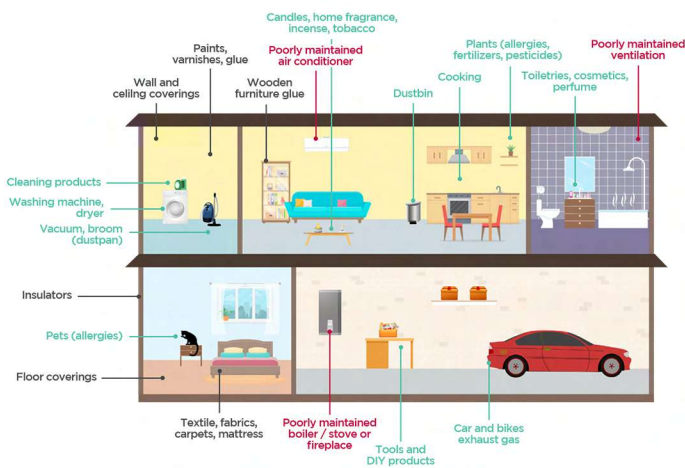 Candles, home fragrance,
incense, tobacco
Paints,
varnishes, glue
Poorly maintained
air conditioner
Plants (allergies,
fertilizers, pesticides)
Poorly maintained
ventilation
Wall and
celilng coverings
Wooden
furniture glue
Dustbin
Cooking
Toiletries, cosmetics,
perfume
Cleaning products
Washing machine,
dryer
Vacuum, broom
(dustpan)
Insulators
Pets (allergies)
Floor coverings
Textile, fabrics,
carpets, mattress
Poorly maintained
boiler / stove or
fireplace
Tools and
DIY products
Car and bikes
exhaust gas